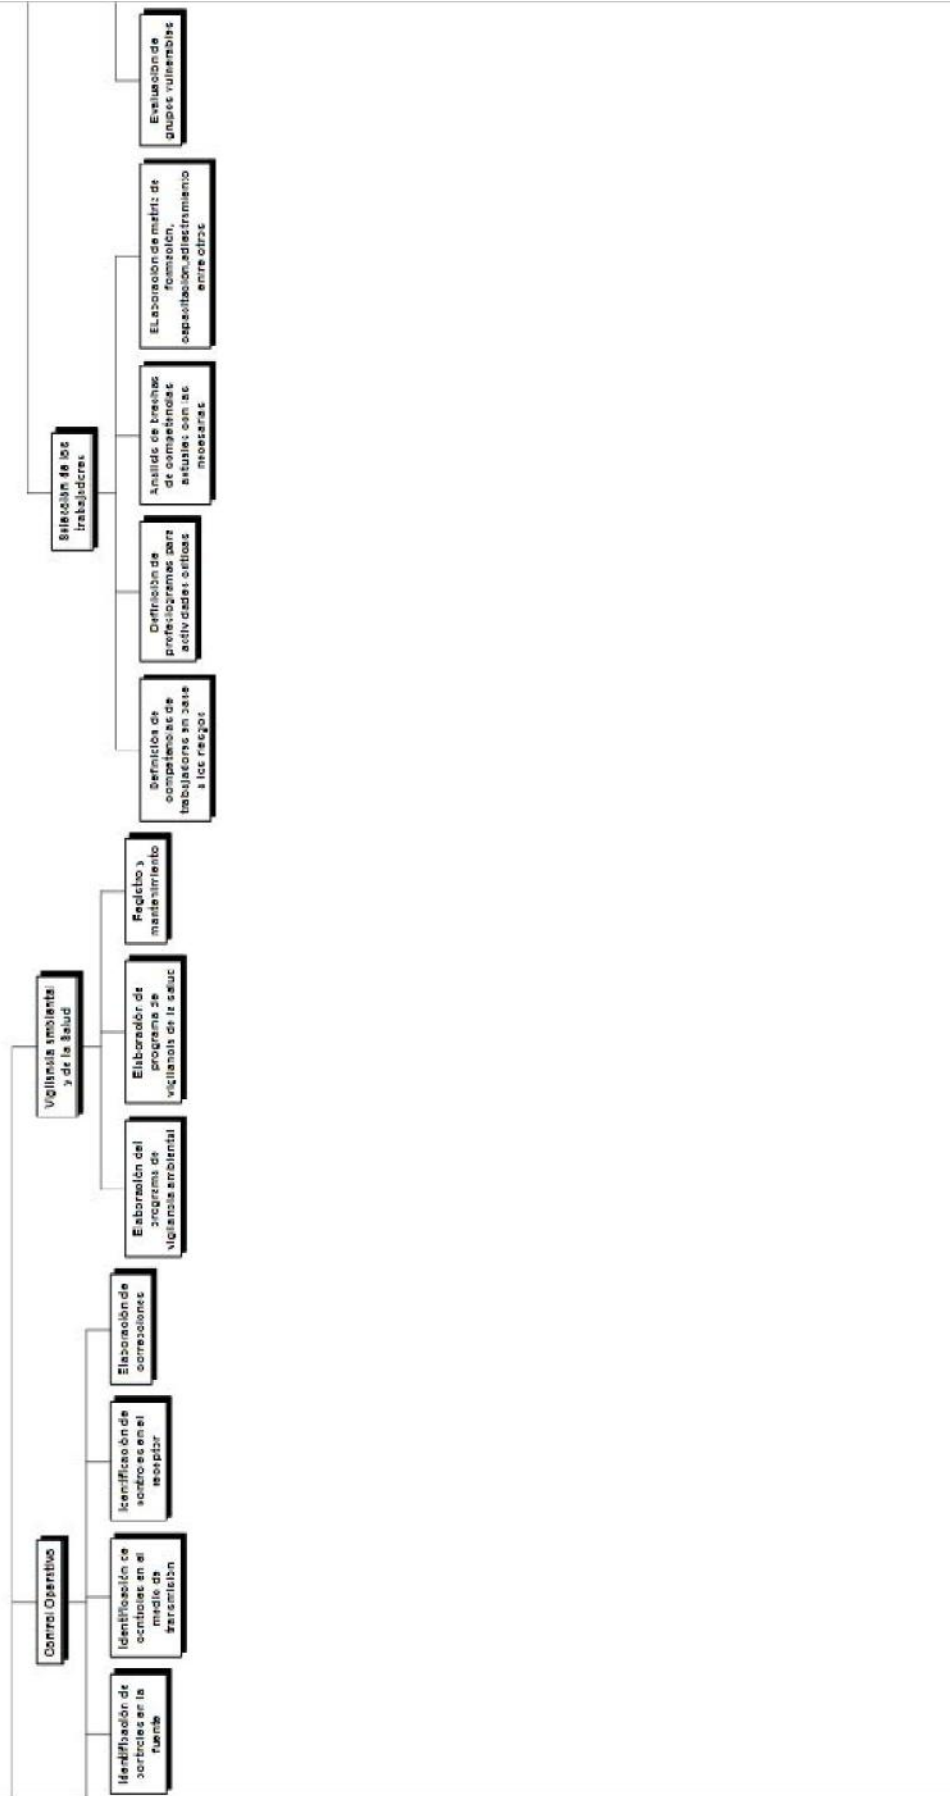 Control Operativo
Identificación de
controles en la
fuente
Identificación de
controles en el
medio de
transmisión
Identificación de
controles en el
receptor
Elaboración de
correcciones
Vigilancia ambiental
y de la Salud
Elaboración del
programa de
vigilancia ambiental
Elaboración de
programa de
vigilancia de la salud
Registro y
mantenimiento
Selección de los
trabajadores
Definición de
competencias de
trabajadores en base
a los riesgos
Definición de
profesiogramas para
actividades críticas
Análisis de brechas
de competencias
actuales con las
necesarias
ELaboración de matriz de
formación,
capacitación,adiestramiento
entre otros
Evaluación de
grupos vulnerables